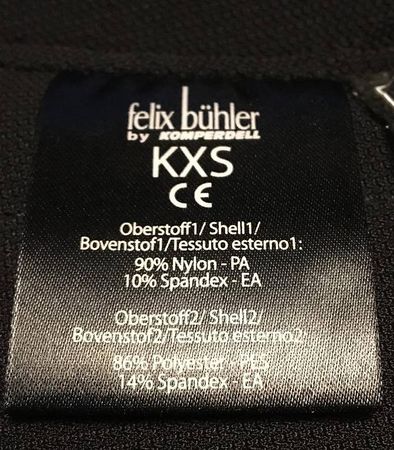 felix bühler
by KOMPERDELL
KXS
CE
Oberstoff1/ Shell1/
Bovenstof1/Tessuto esterno1:
90% Nylon - PA
10% Spandex - EA
Oberstoff2/ Shell2/
Bovenstof2/Tessuto esterno2:
86% Polyester - PES
14% Spandex - EA